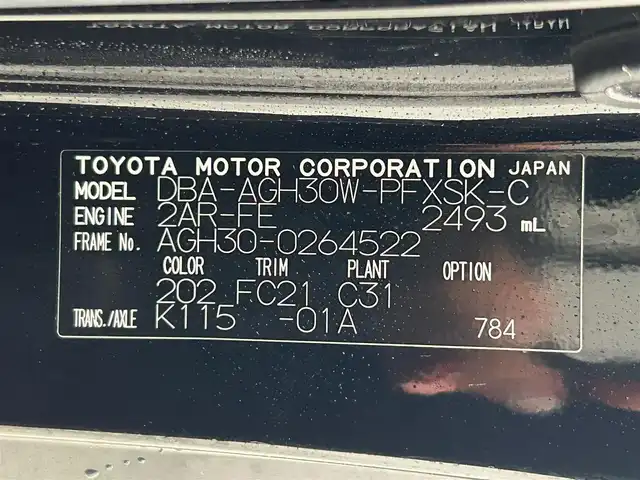 TOYOTA MOTOR CORPORATION JAPAN
MODEL DBA-AGH30W-PFXSK-C
ENGINE 2AR-FE 2493 mL
FRAME No. AGH30-0264522
COLOR TRIM PLANT OPTION
202 FC21 C31
TRANS./AXLE K115 -01A 784